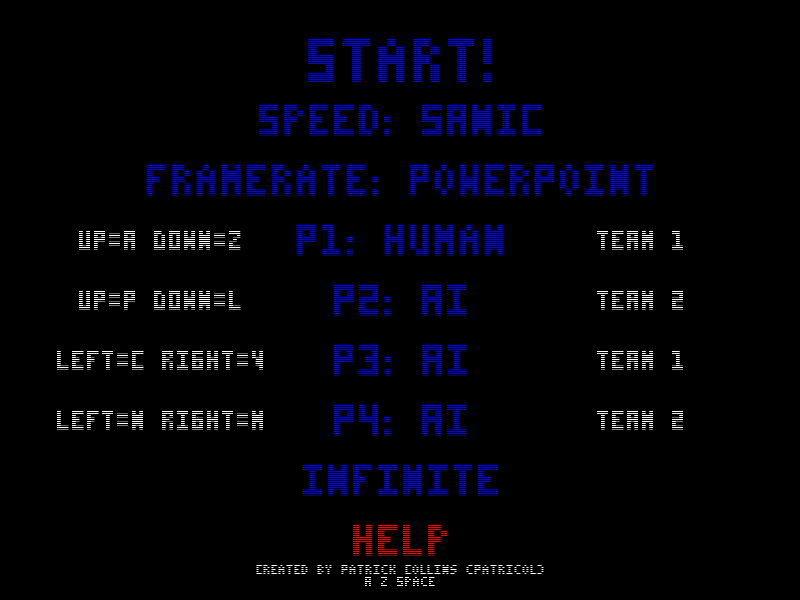 START!
SPEED: SANIC
FRAMERATE: POWERPOINT
UP=A DOWN=Z P1: HUMAN TEAM 1
UP=P DOWN=L P2: AI TEAM 2
LEFT=C RIGHT=V P3: AI TEAM 1
LEFT=N RIGHT=M P4: AI TEAM 2
INFINITE
HELP
CREATED BY PATRICK COLLINS (PATRICOL)
A Z SPACE